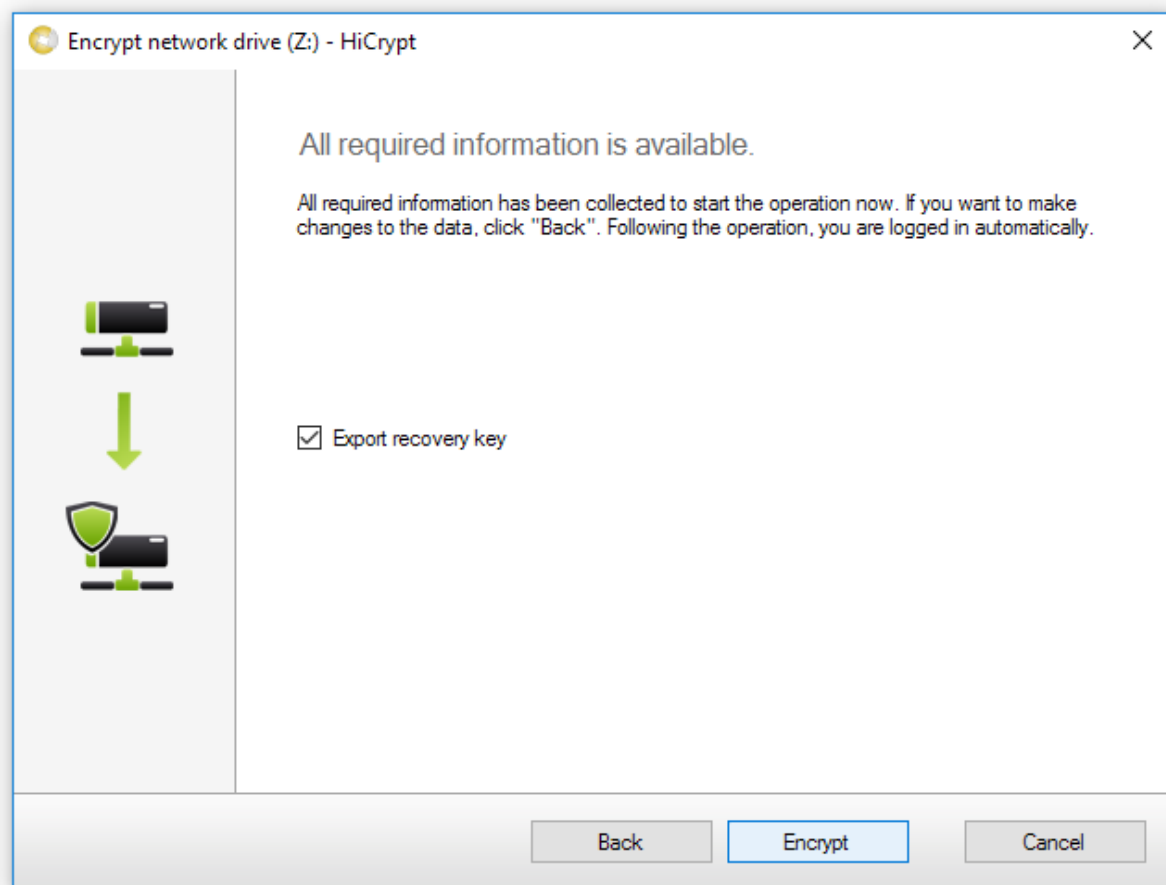 Encrypt network drive (Z:) - HiCrypt
All required information is available.
All required information has been collected to start the operation now. If you want to make
changes to the data, click "Back". Following the operation, you are logged in automatically.
Export recovery key
Back
Encrypt
Cancel